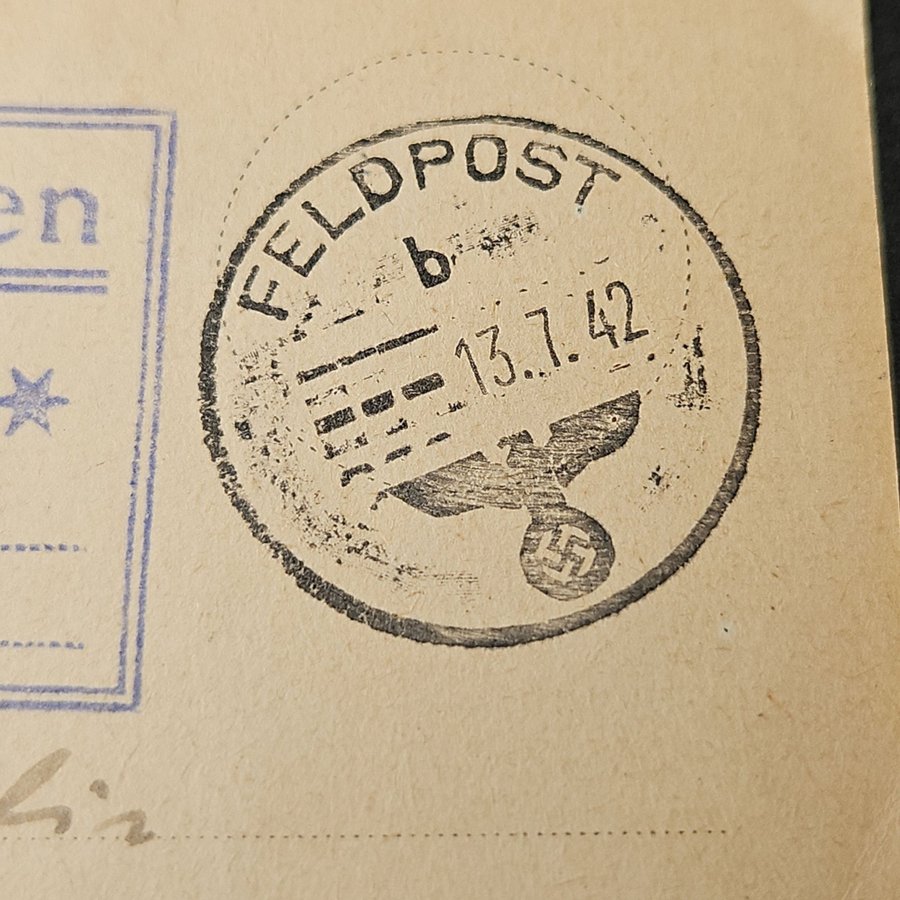 FELDPOST
b
13.7.42
en